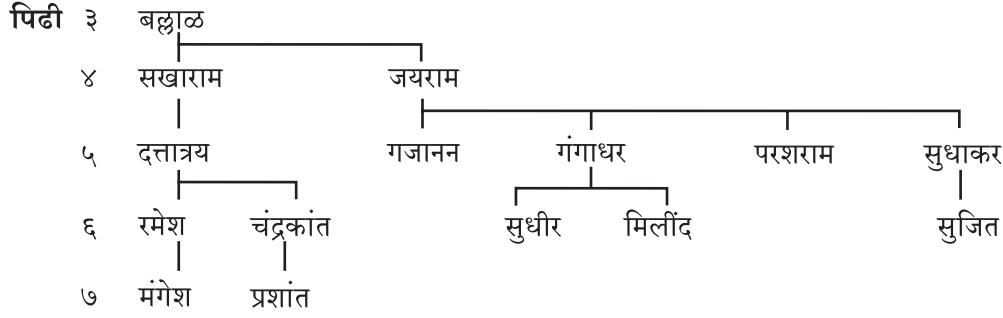 पिढी ३ बल्लाळ
४ सखाराम जयराम
५ दत्तात्रय गजानन गंगाधर परशराम सुधाकर
६ रमेश चंद्रकांत सुधीर मिलींद सुजित
७ मंगेश प्रशांत